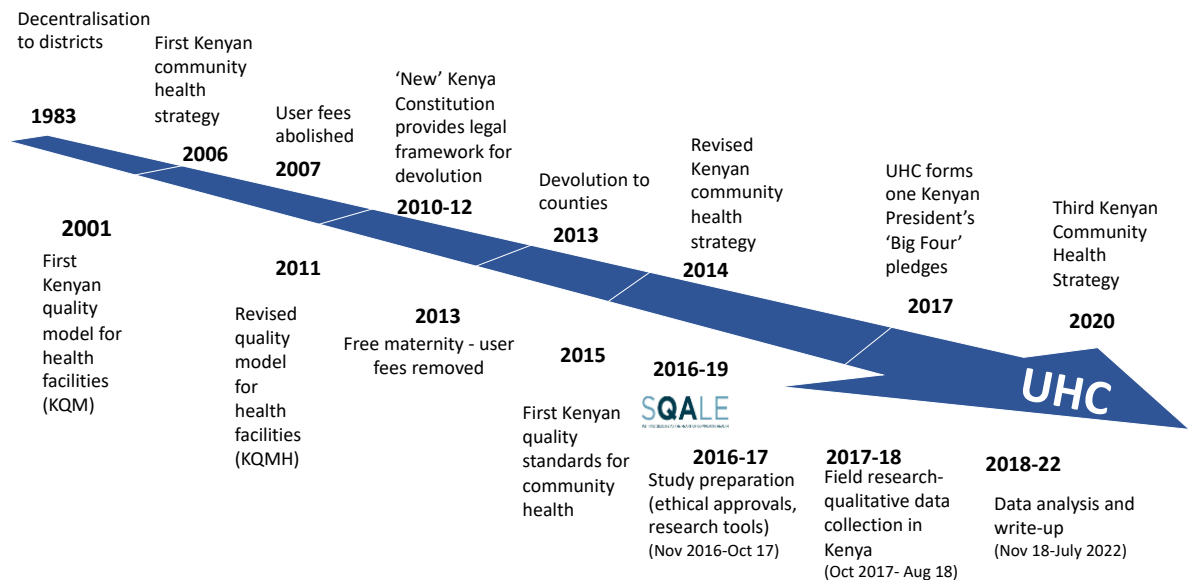 Decentralisation
to districts
1983
First Kenyan
community
health
strategy
2006
User fees
abolished
2007
‘New’ Kenya
Constitution
provides legal
framework for
devolution
2010-12
Devolution to
counties
2013
Revised
Kenyan
community
health
strategy
2014
UHC forms
one Kenyan
President’s
‘Big Four’
pledges
2017
Third Kenyan
Community
Health
Strategy
2020
UHC
2001
First
Kenyan
quality
model for
health
facilities
(KQM)
2011
Revised
quality
model
for
health
facilities
(KQMH)
2013
Free maternity - user
fees removed
2015
First Kenyan
quality
standards for
community
health
2016-19
SQALE
2016-17
Study preparation
(ethical approvals,
research tools)
(Nov 2016-Oct 17)
2017-18
Field research-
qualitative data
collection in
Kenya
(Oct 2017- Aug 18)
2018-22
Data analysis and
write-up
(Nov 18-July 2022)